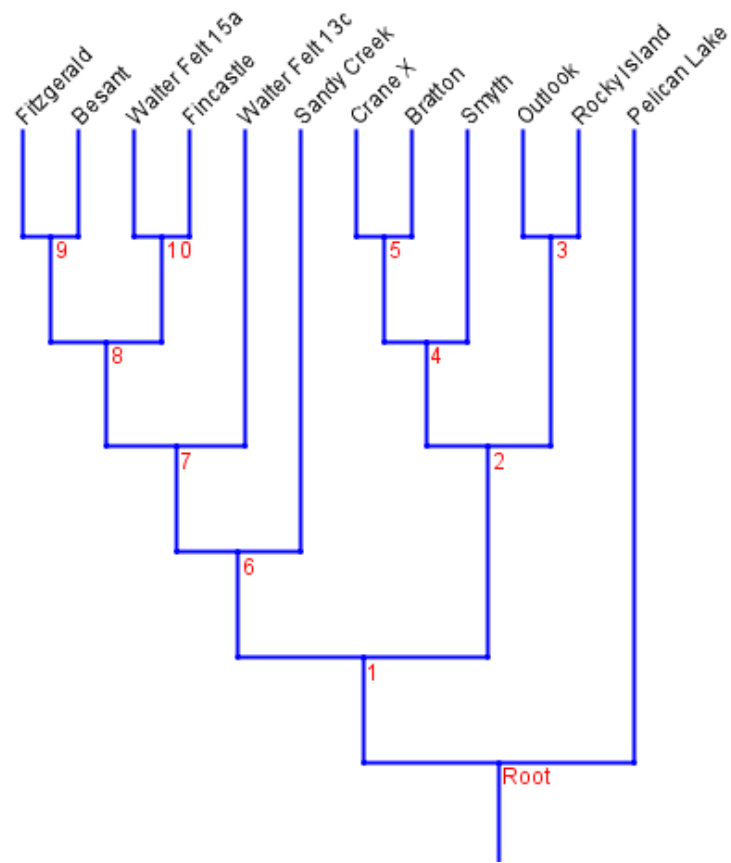 Fitzgerald
Besant
Walter Felt 15a
Fincastle
Walter Felt 13c
Sandy Creek
Crane X
Bratton
Smyth
Outlook
Rocky Island
Pelican Lake
9
10
5
3
8
4
7
2
6
1
Root